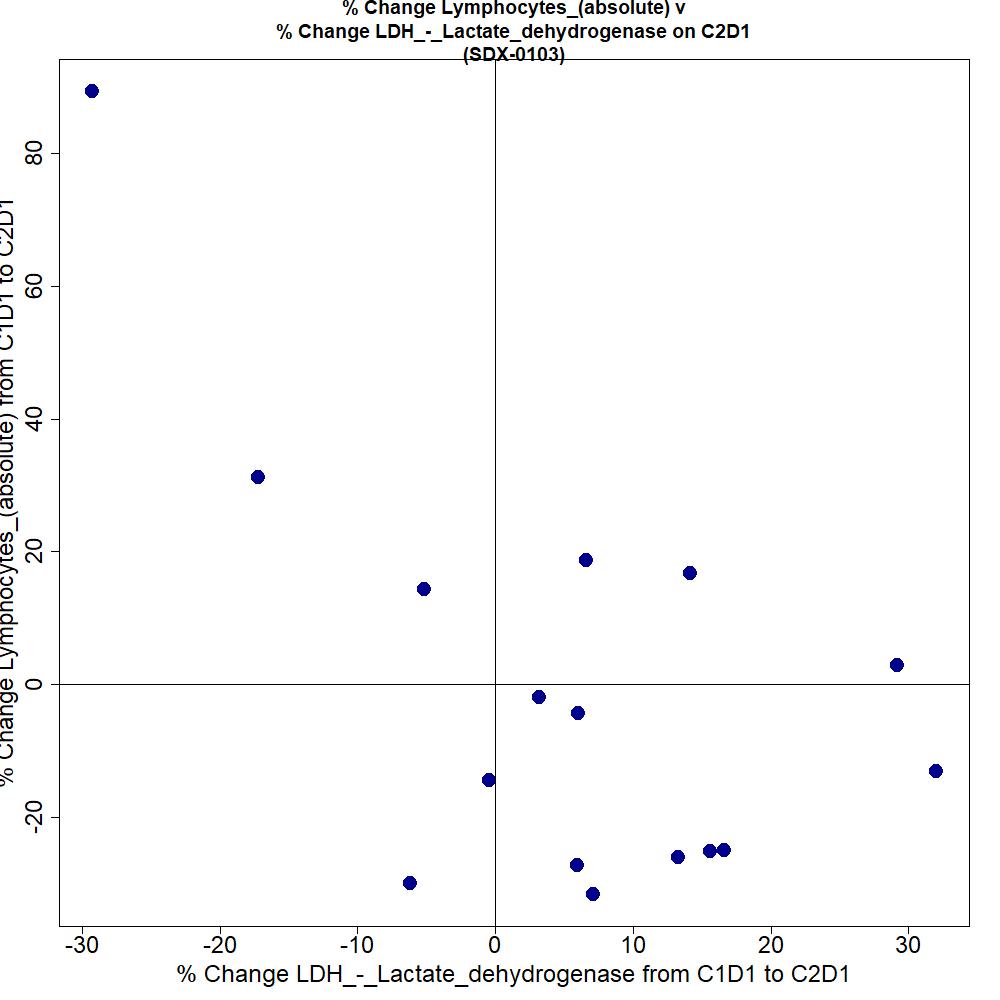 % Change Lymphocytes_(absolute) v
% Change LDH_-_Lactate_dehydrogenase on C2D1
(SDX-0103)
% Change Lymphocytes_(absolute) from C1D1 to C2D1
80
60
40
20
0
-20
-30
-20
-10
0
10
20
30
% Change LDH_-_Lactate_dehydrogenase from C1D1 to C2D1